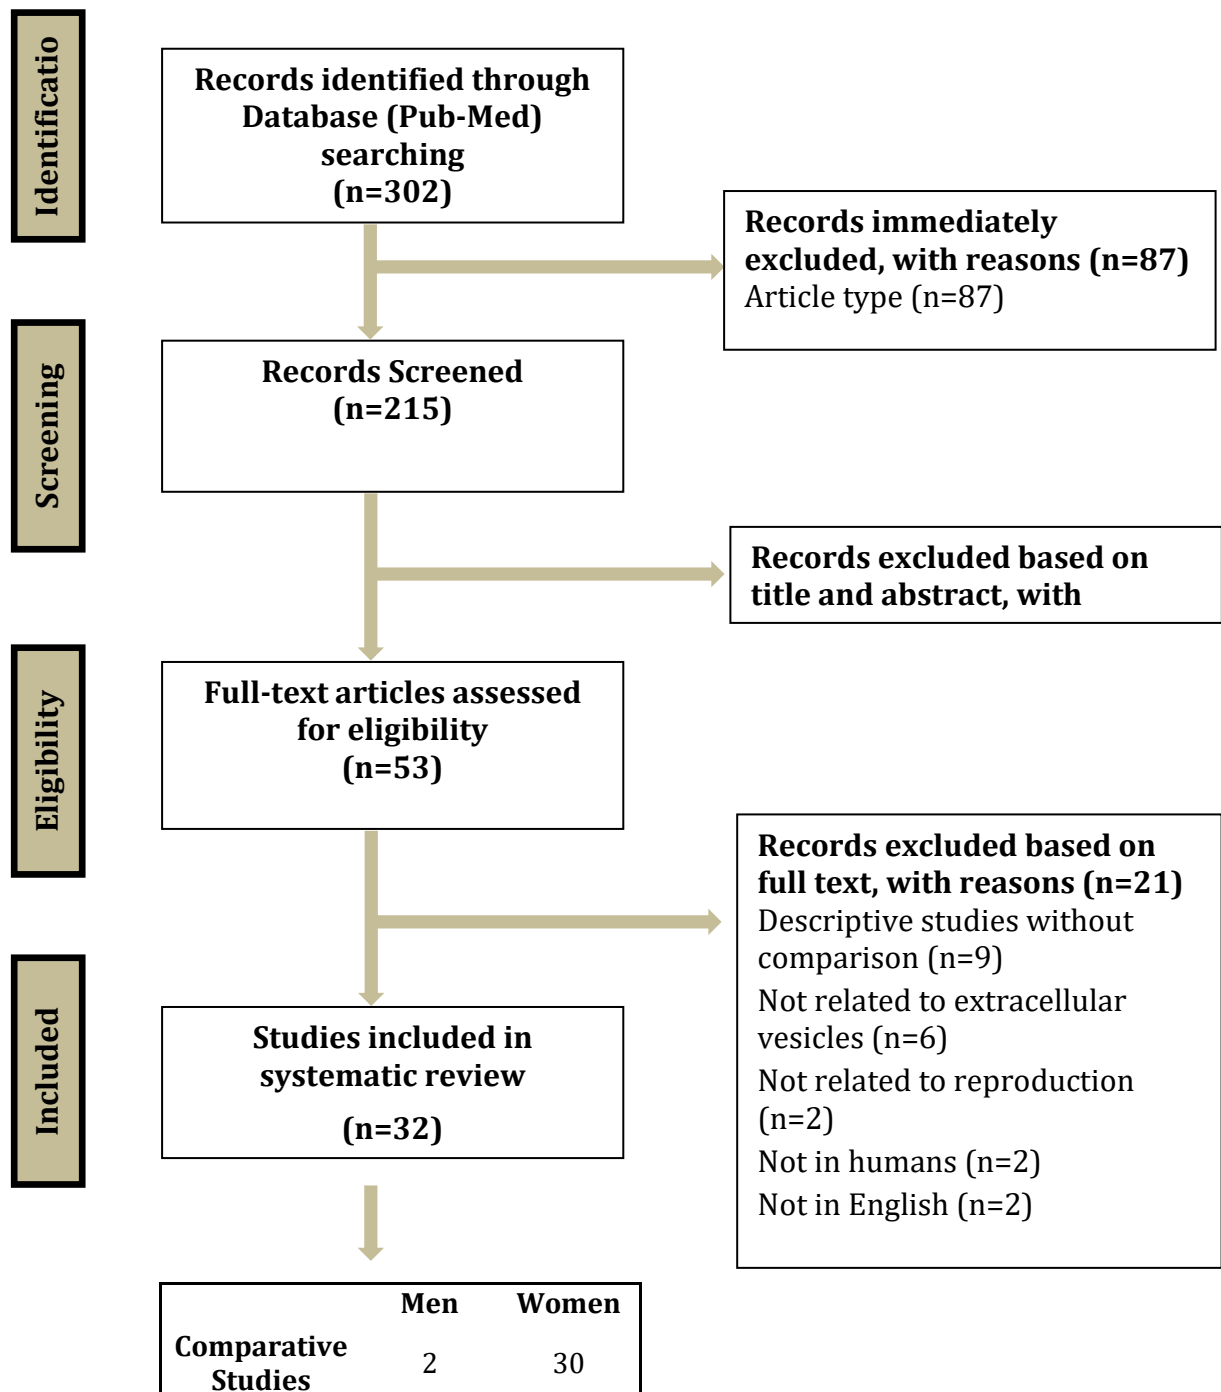 Identificatio
Records identified through
Database (Pub-Med)
searching
(n=302)
Records immediately
excluded, with reasons (n=87)
Article type (n=87)
Screening
Records Screened
(n=215)
Records excluded based on
title and abstract, with
Eligibility
Full-text articles assessed
for eligibility
(n=53)
Records excluded based on
full text, with reasons (n=21)
Descriptive studies without
comparison (n=9)
Not related to extracellular
vesicles (n=6)
Not related to reproduction
(n=2)
Not in humans (n=2)
Not in English (n=2)
Included
Studies included in
systematic review
(n=32)
Men Women
Comparative
Studies
2 30